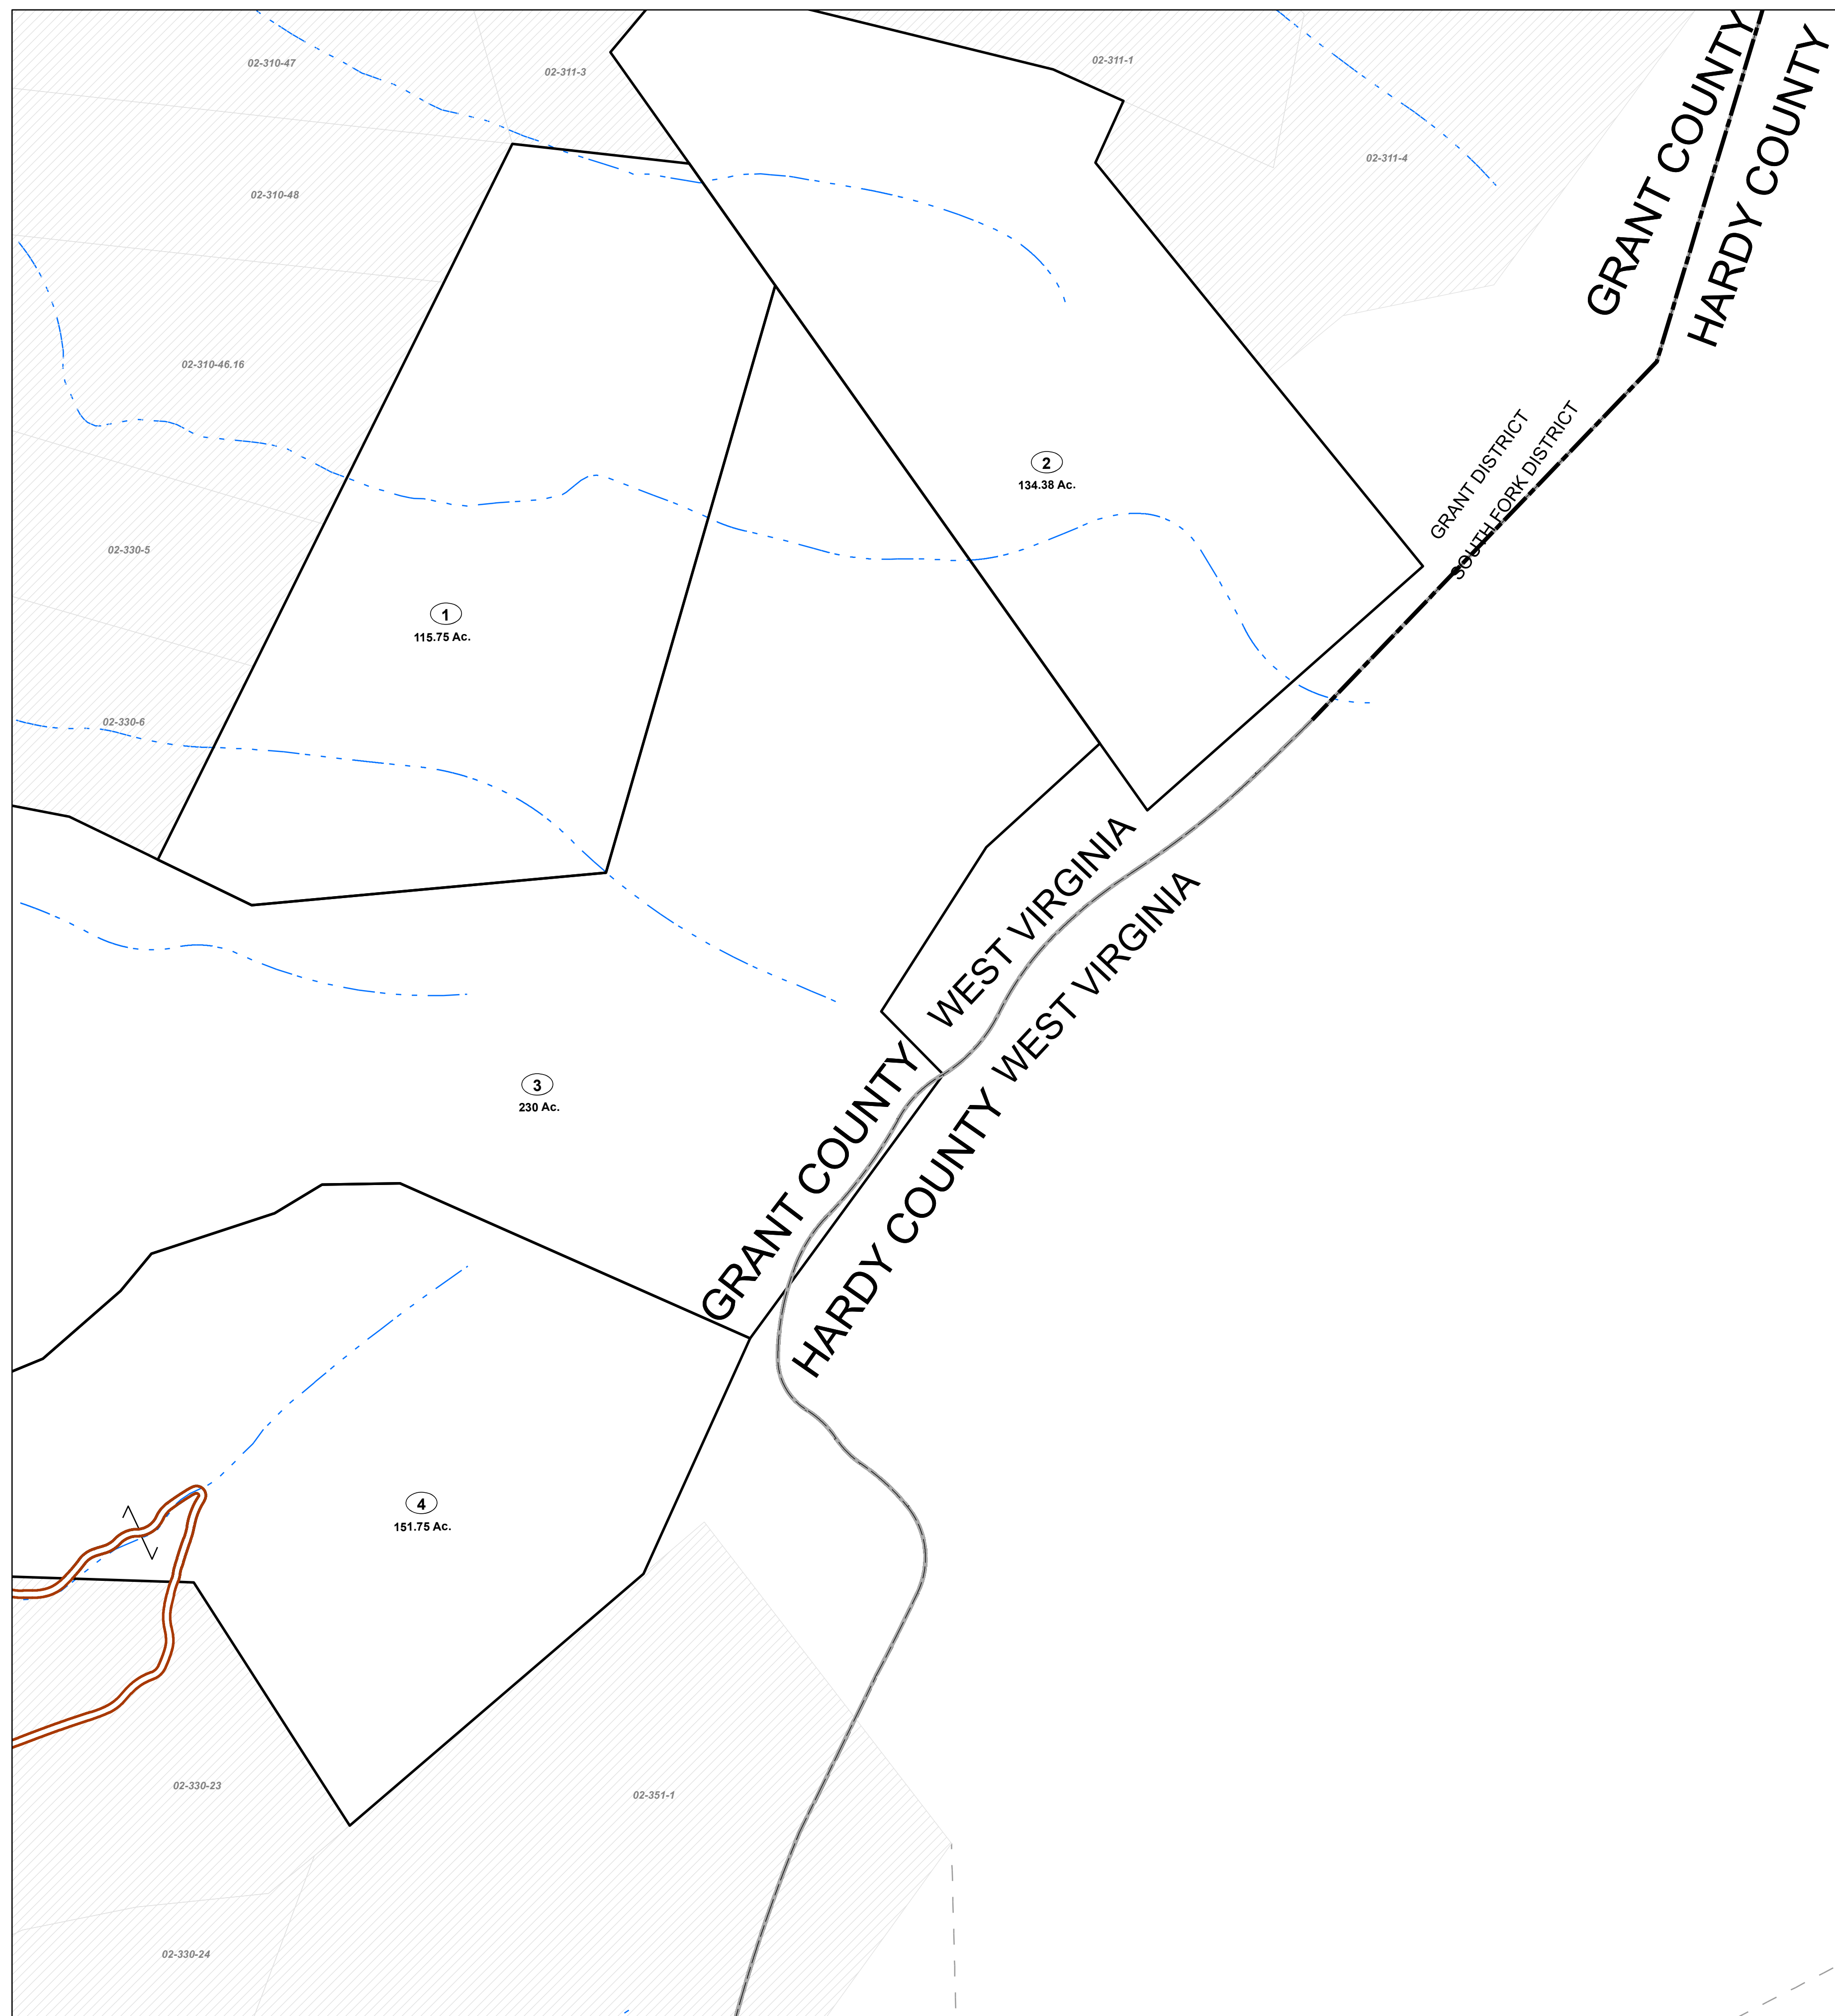 02-310-47
02-311-3
02-311-1
GRANT COUNTY
HARDY COUNTY
02-311-4
02-310-48
02-310-46.16
2
134.38 Ac.
GRANT DISTRICT
SOUTH FORK DISTRICT
02-330-5
1
115.75 Ac.
02-330-6
GRANT COUNTY WEST VIRGINIA
HARDY COUNTY WEST VIRGINIA
3
230 Ac.
4
151.75 Ac.
02-330-23
02-351-1
02-330-24